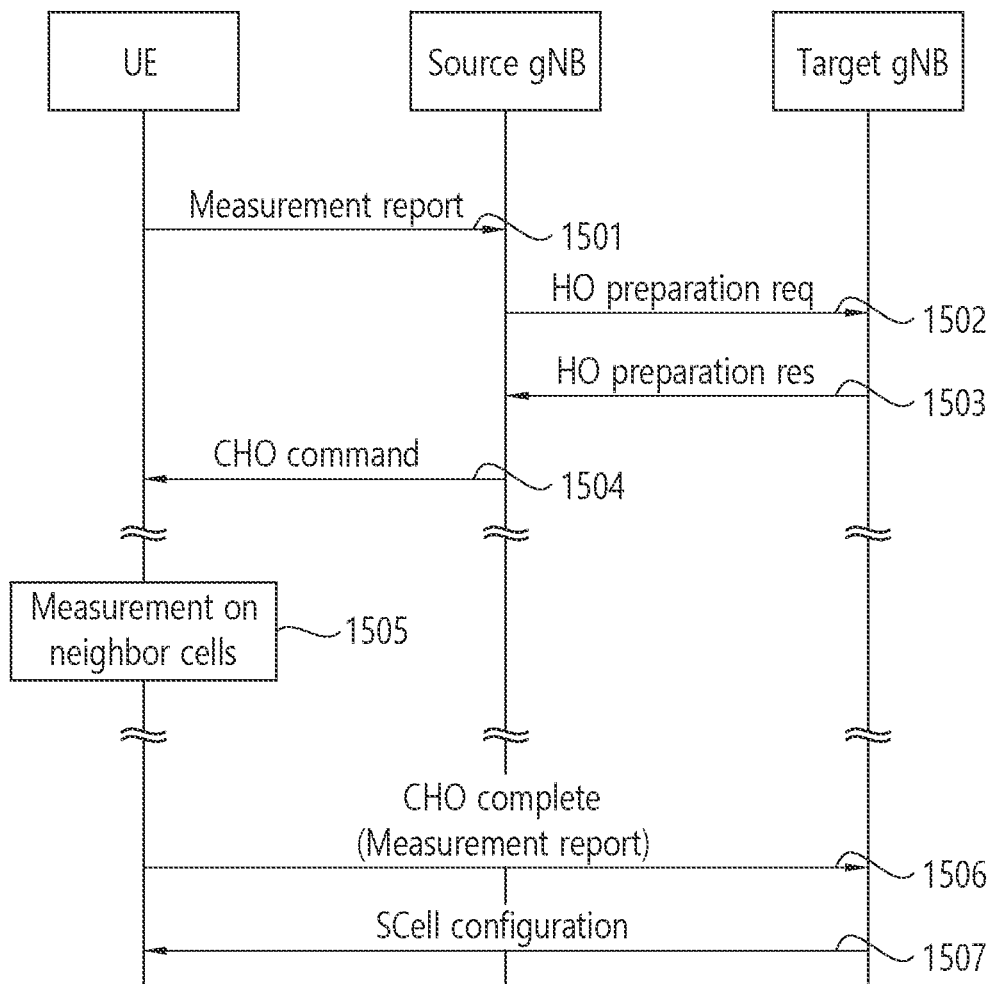 UE
Source gNB
Target gNB
Measurement report
1501
HO preparation req
1502
HO preparation res
1503
CHO command
1504
Measurement on
neighbor cells
1505
CHO complete
(Measurement report)
1506
SCell configuration
1507